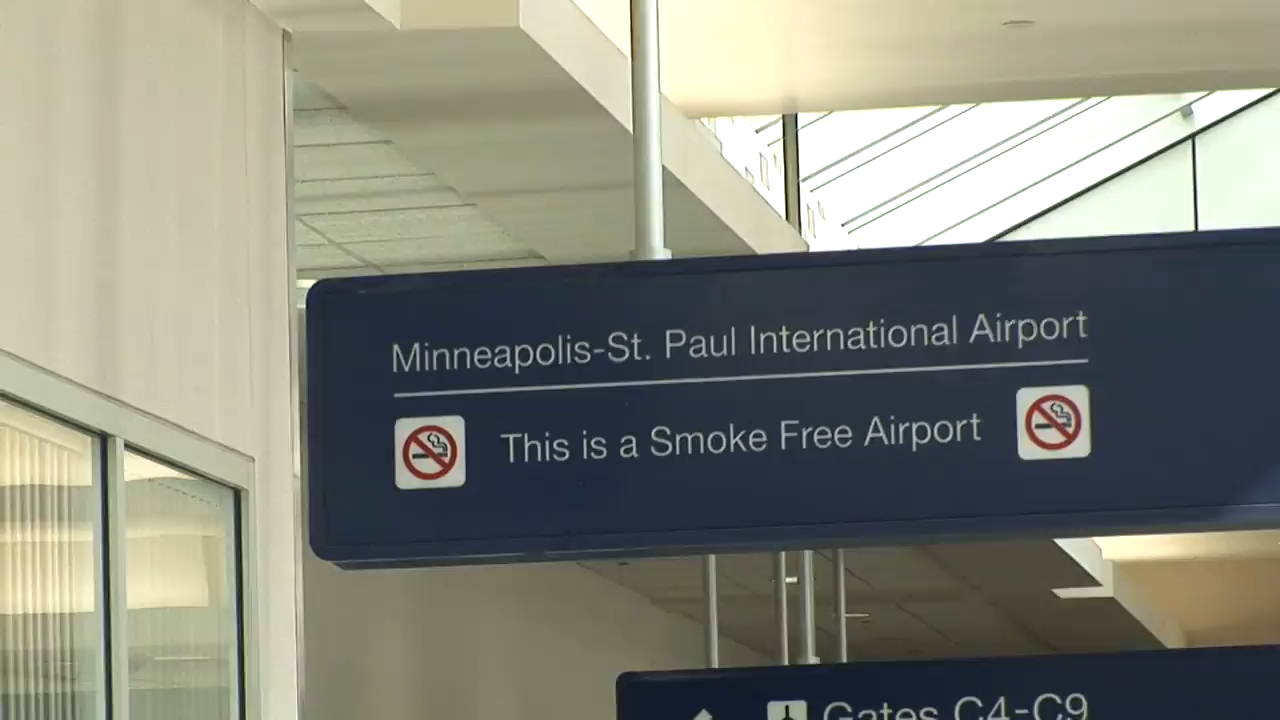 Minneapolis-St. Paul International Airport
This is a Smoke Free Airport
Gates C4-C9